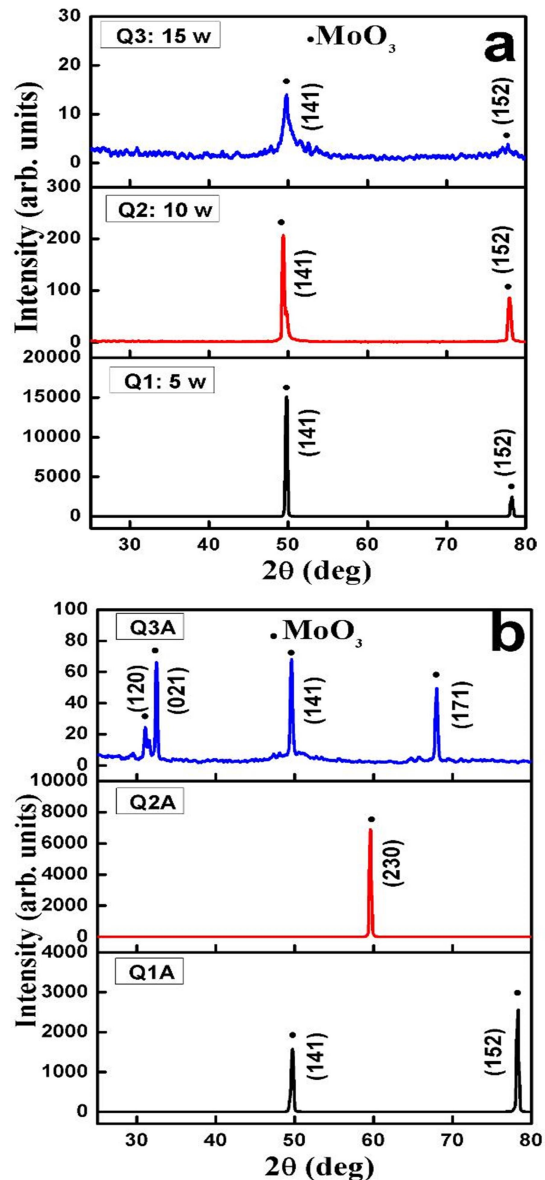 Q3: 15 w
•MoO3
a
30
20
10
0
(141)
(152)
Q2: 10 w
300
200
100
0
(141)
(152)
Q1: 5 w
20000
15000
10000
5000
0
(141)
(152)
Intensity (arb. units)
30 40 50 60 70 80
2θ (deg)
Q3A
• MoO3
b
100
80
60
40
20
0
(120)
(021)
(141)
(171)
Q2A
10000
8000
6000
4000
2000
0
(230)
Q1A
4000
3000
2000
1000
0
(141)
(152)
Intensity (arb. units)
30 40 50 60 70 80
2θ (deg)